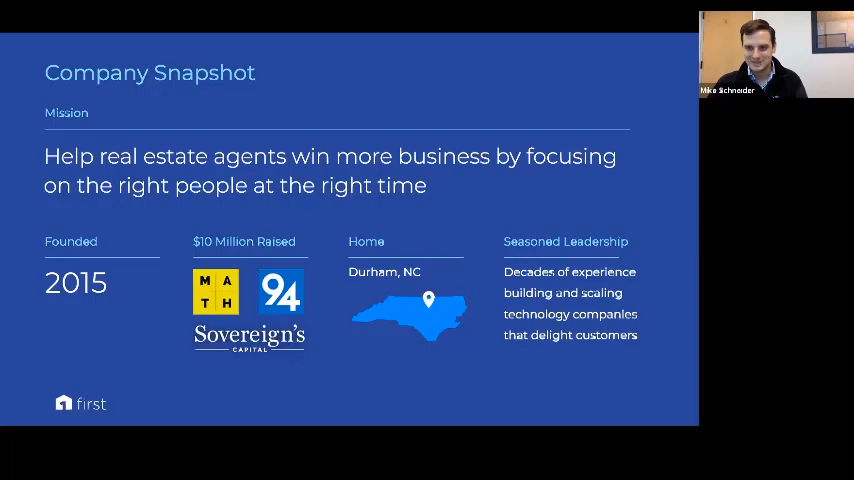 Company Snapshot
Mission
Help real estate agents win more business by focusing
on the right people at the right time
Founded
2015
$10 Million Raised
M A
T H
94
Sovereign's
CAPITAL
Home
Durham, NC
Seasoned Leadership
Decades of experience
building and scaling
technology companies
that delight customers
first
Mike Schneider